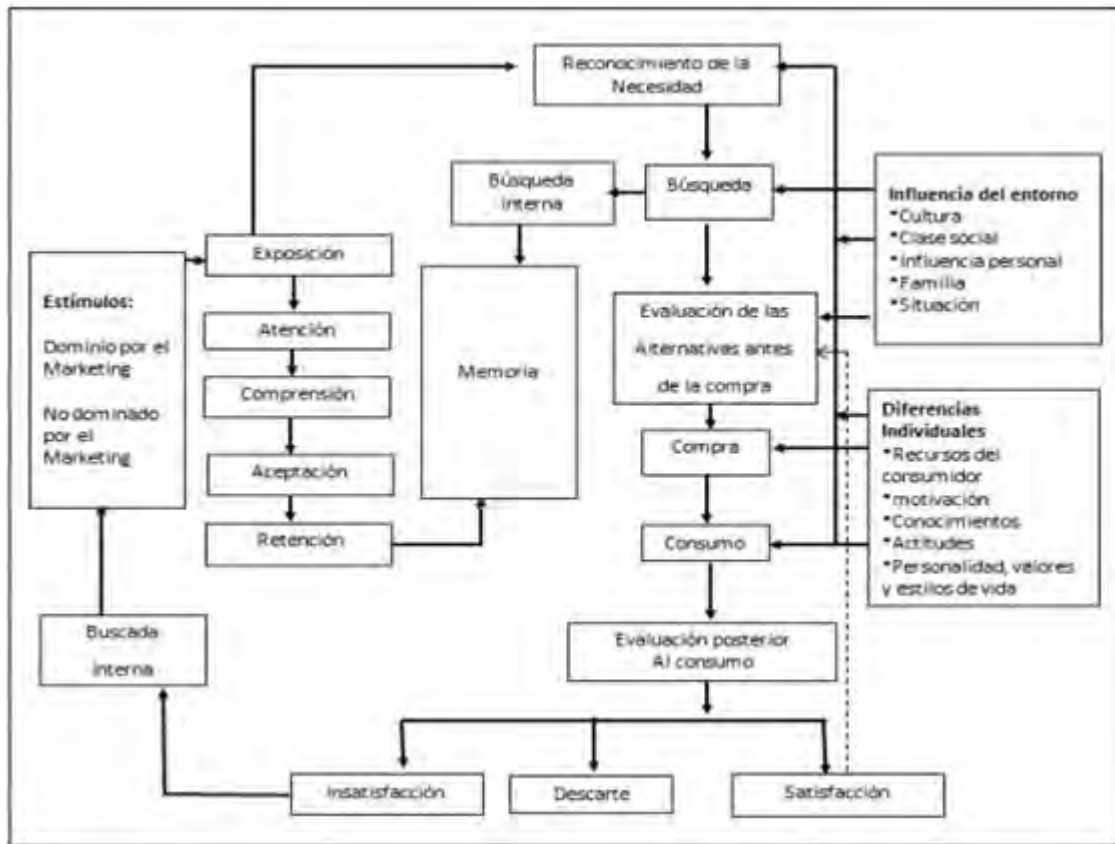 Reconocimiento de la
Necesidad
Búsqueda
Interna
Búsqueda
Influencia del entorno
*Cultura
*Clase social
*Influencia personal
*Familia
*Situación
Exposición
Estímulos:
Dominio por el
Marketing
No dominado
por el
Marketing
Atención
Comprensión
Aceptación
Retención
Memoria
Evaluación de las
Alternativas antes
de la compra
Diferencias
Individuales
*Recursos del
consumidor
*motivación
*Conocimientos
*Actitudes
*Personalidad, valores
y estilos de vida
Compra
Consumo
Buscada
interna
Evaluación posterior
Al consumo
Insatisfacción
Descarte
Satisfacción